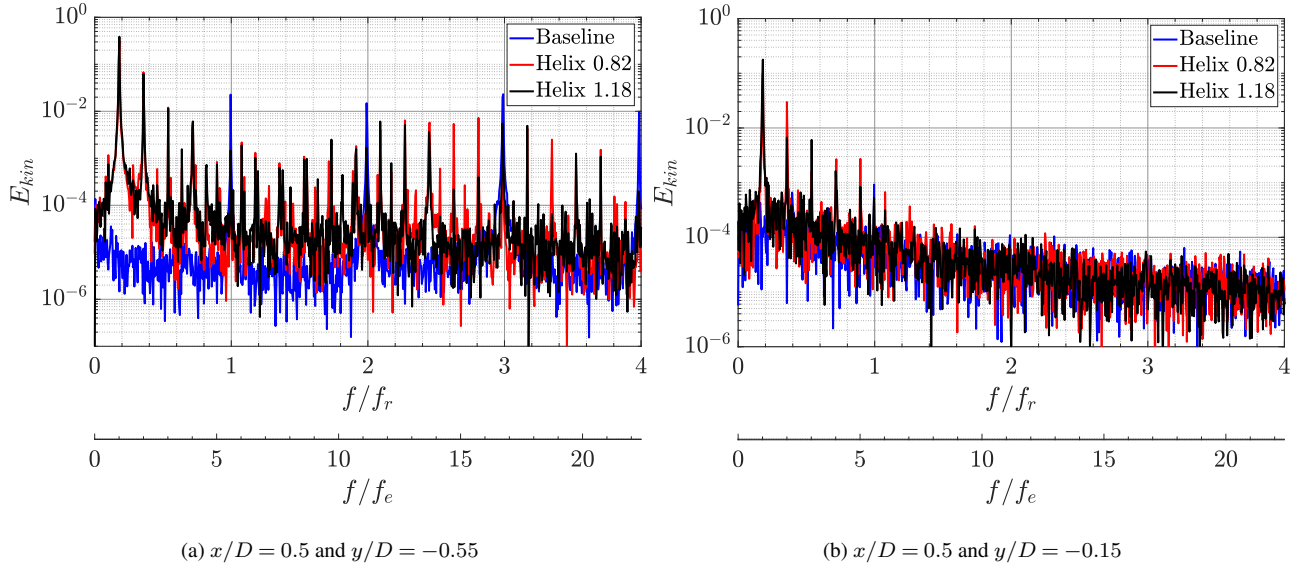 10^0
10^-2
10^-4
10^-6
E_kin
Baseline
Helix 0.82
Helix 1.18
0 1 2 3 4
f/f_r
0 5 10 15 20
f/f_e
(a) x/D = 0.5 and y/D = −0.55
10^0
10^-2
10^-4
10^-6
E_kin
Baseline
Helix 0.82
Helix 1.18
0 1 2 3 4
f/f_r
0 5 10 15 20
f/f_e
(b) x/D = 0.5 and y/D = −0.15